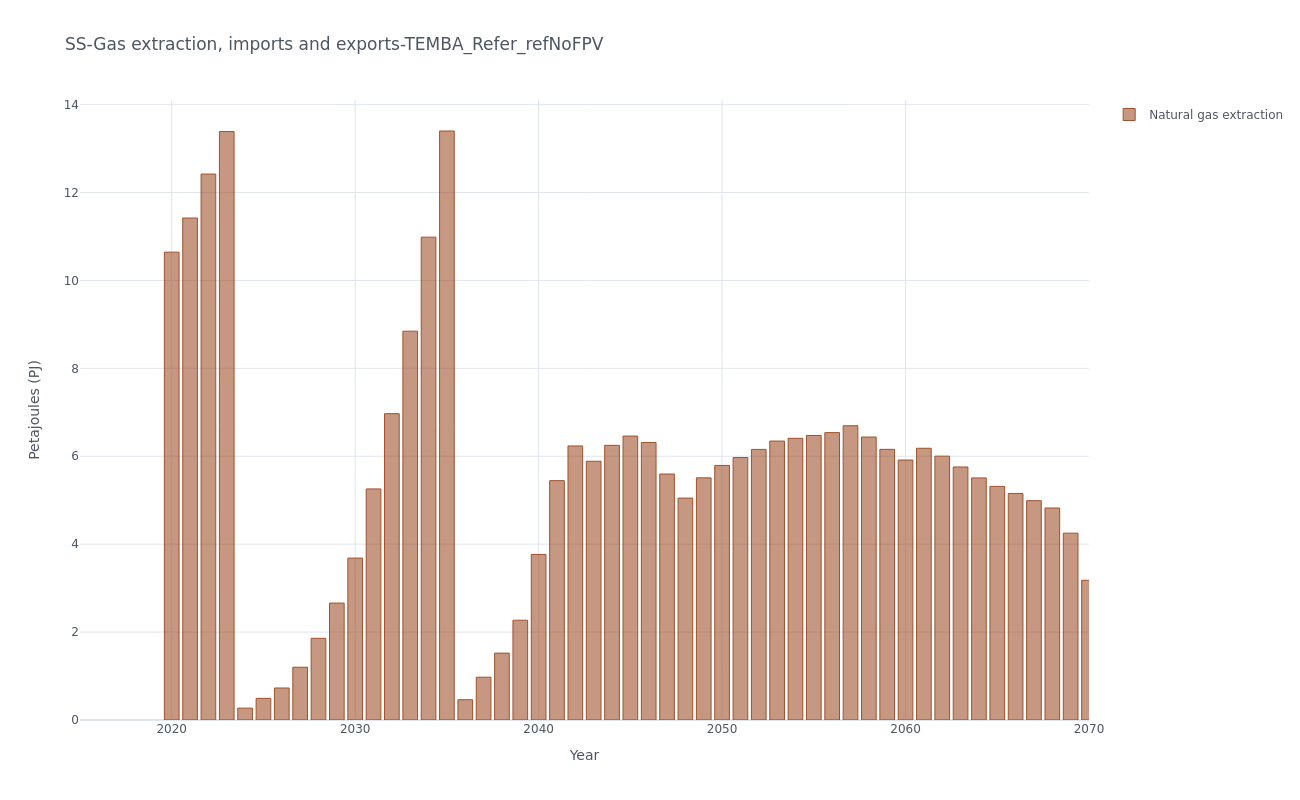 SS-Gas extraction, imports and exports-TEMBA_Refer_refNoFPV
Natural gas extraction
Petajoules (PJ)
14
12
10
8
6
4
2
0
2020 2030 2040 2050 2060 2070
Year